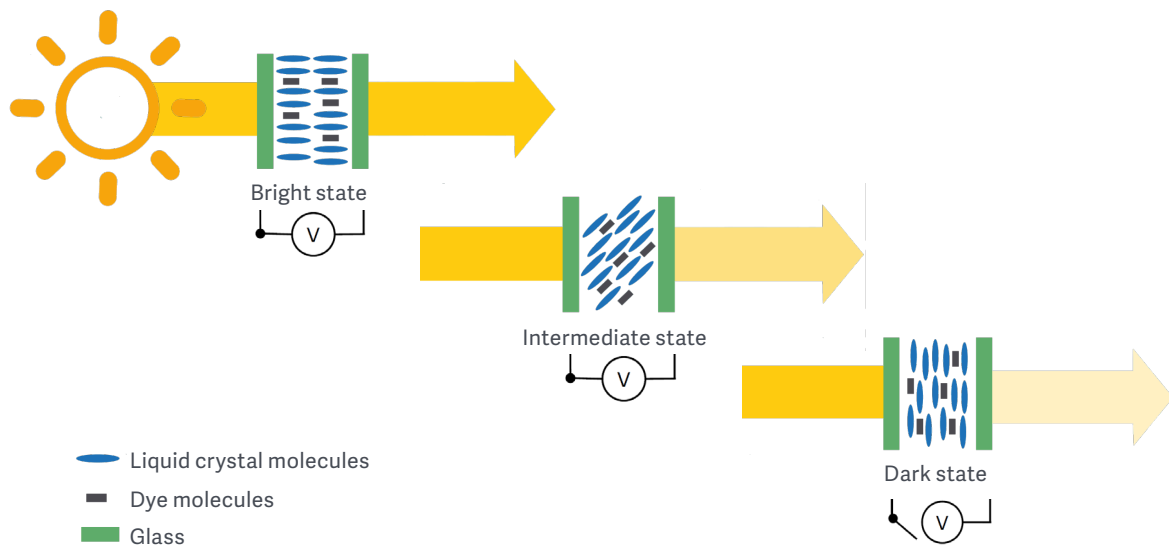 Bright state
V
Intermediate state
V
Dark state
V
Liquid crystal molecules
Dye molecules
Glass